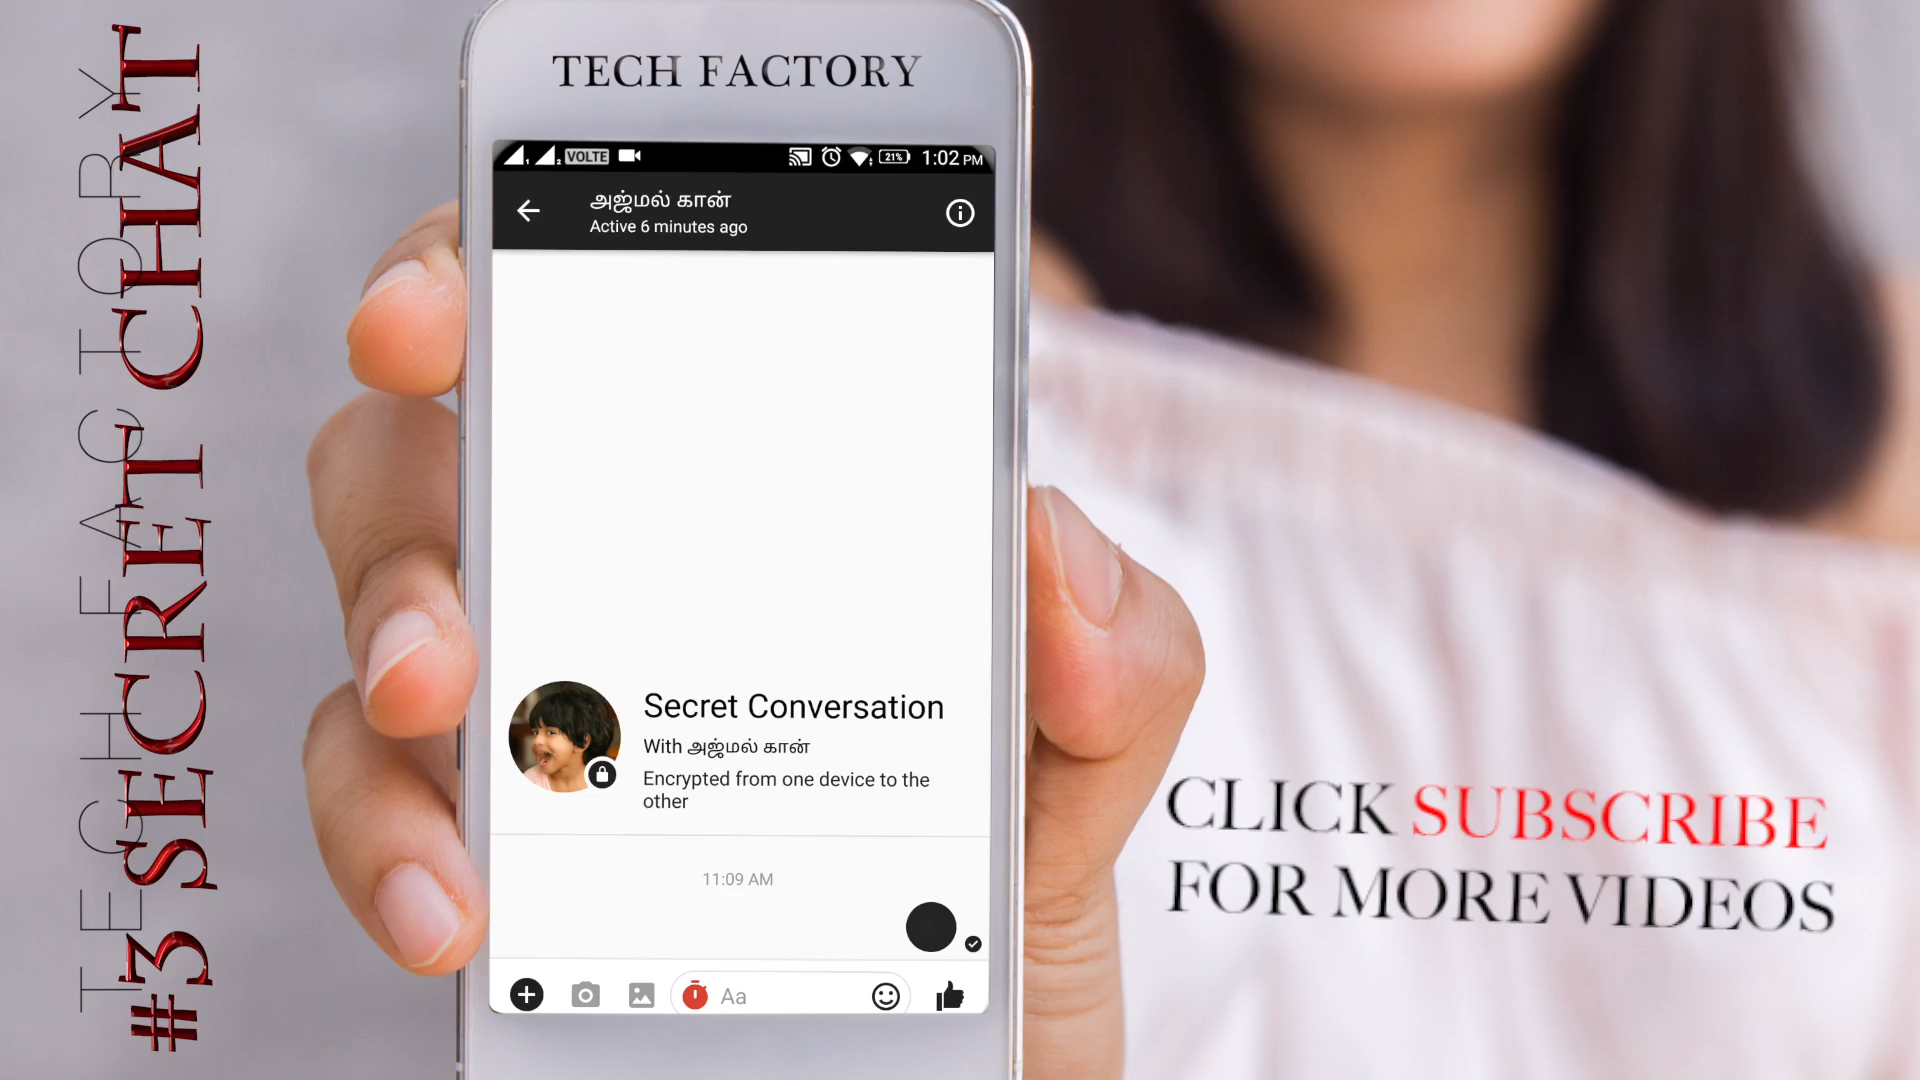 TECH FACTORY
#3 SECRET CHAT
TECH FACTORY
1 2 VOLTE 21% 1:02 PM
அஜ்மல் கான்
Active 6 minutes ago
Secret Conversation
With அஜ்மல் கான்
Encrypted from one device to the
other
11:09 AM
Aa
CLICK SUBSCRIBE
FOR MORE VIDEOS